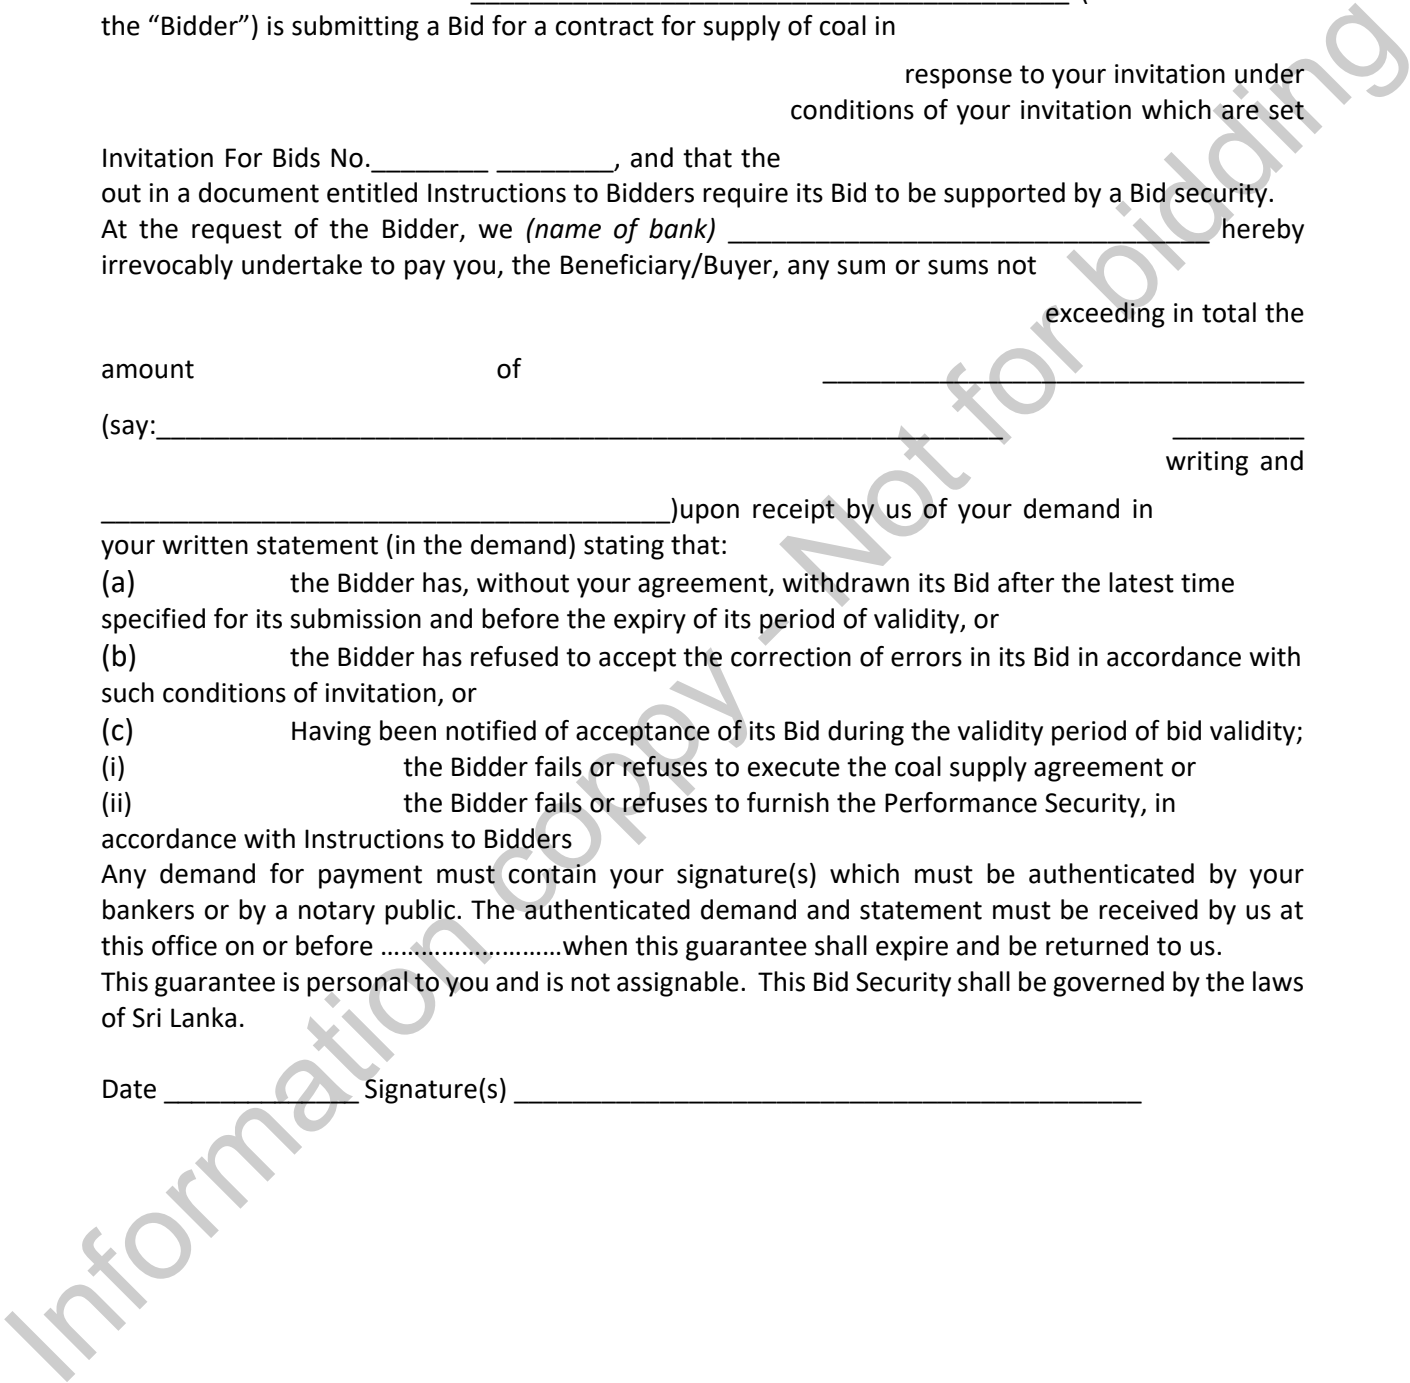 ________________________________________ (
the “Bidder”) is submitting a Bid for a contract for supply of coal in
response to your invitation under
conditions of your invitation which are set
Invitation For Bids No.________ ________, and that the
out in a document entitled Instructions to Bidders require its Bid to be supported by a Bid security.
At the request of the Bidder, we (name of bank) _________________________________ hereby
irrevocably undertake to pay you, the Beneficiary/Buyer, any sum or sums not
exceeding in total the
amount of _________________________________
(say:__________________________________________________________ _________
writing and
_______________________________________)upon receipt by us of your demand in
your written statement (in the demand) stating that:
(a) the Bidder has, without your agreement, withdrawn its Bid after the latest time
specified for its submission and before the expiry of its period of validity, or
(b) the Bidder has refused to accept the correction of errors in its Bid in accordance with
such conditions of invitation, or
(c) Having been notified of acceptance of its Bid during the validity period of bid validity;
(i) the Bidder fails or refuses to execute the coal supply agreement or
(ii) the Bidder fails or refuses to furnish the Performance Security, in
accordance with Instructions to Bidders
Any demand for payment must contain your signature(s) which must be authenticated by your
bankers or by a notary public. The authenticated demand and statement must be received by us at
this office on or before ………………………when this guarantee shall expire and be returned to us.
This guarantee is personal to you and is not assignable. This Bid Security shall be governed by the laws
of Sri Lanka.
Date _____________ Signature(s) ___________________________________________
Information coppy - Not for bidding